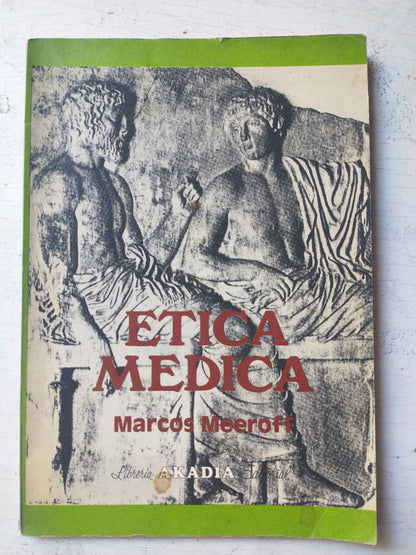 ETICA
MEDICA
Marcos Meeroff
Librería AKADIA Editorial